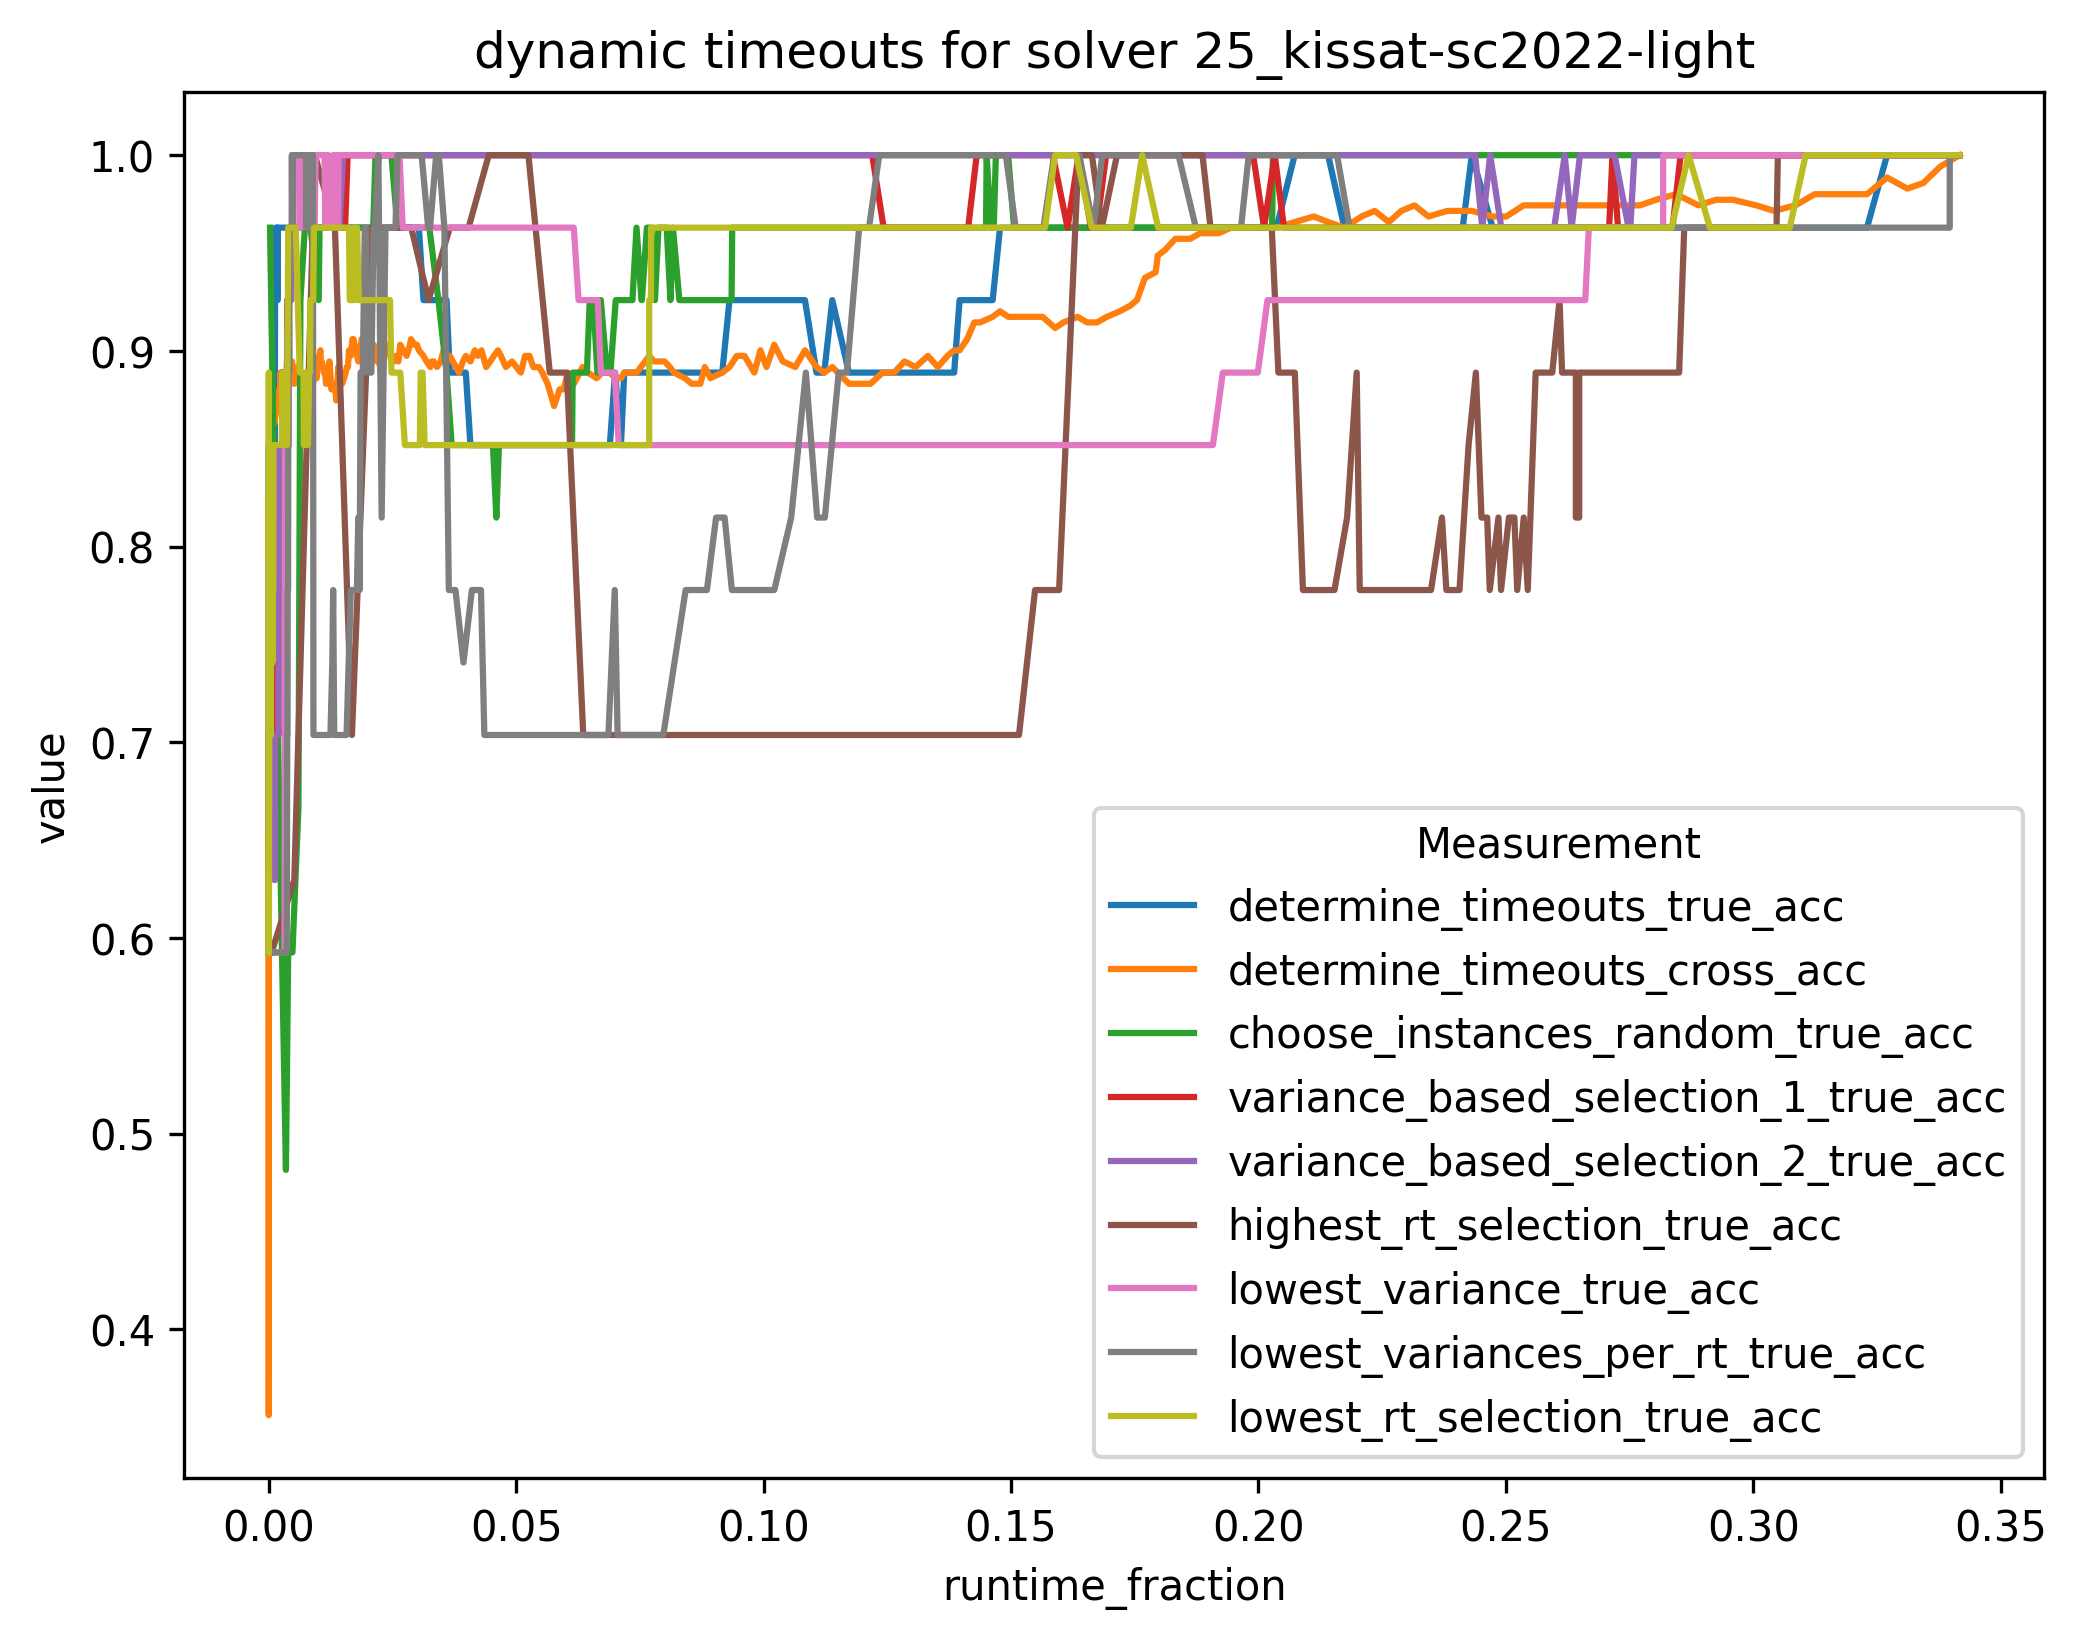 dynamic timeouts for solver 25_kissat-sc2022-light
value
1.0
0.9
0.8
0.7
0.6
0.5
0.4
Measurement
determine_timeouts_true_acc
determine_timeouts_cross_acc
choose_instances_random_true_acc
variance_based_selection_1_true_acc
variance_based_selection_2_true_acc
highest_rt_selection_true_acc
lowest_variance_true_acc
lowest_variances_per_rt_true_acc
lowest_rt_selection_true_acc
0.00 0.05 0.10 0.15 0.20 0.25 0.30 0.35
runtime_fraction